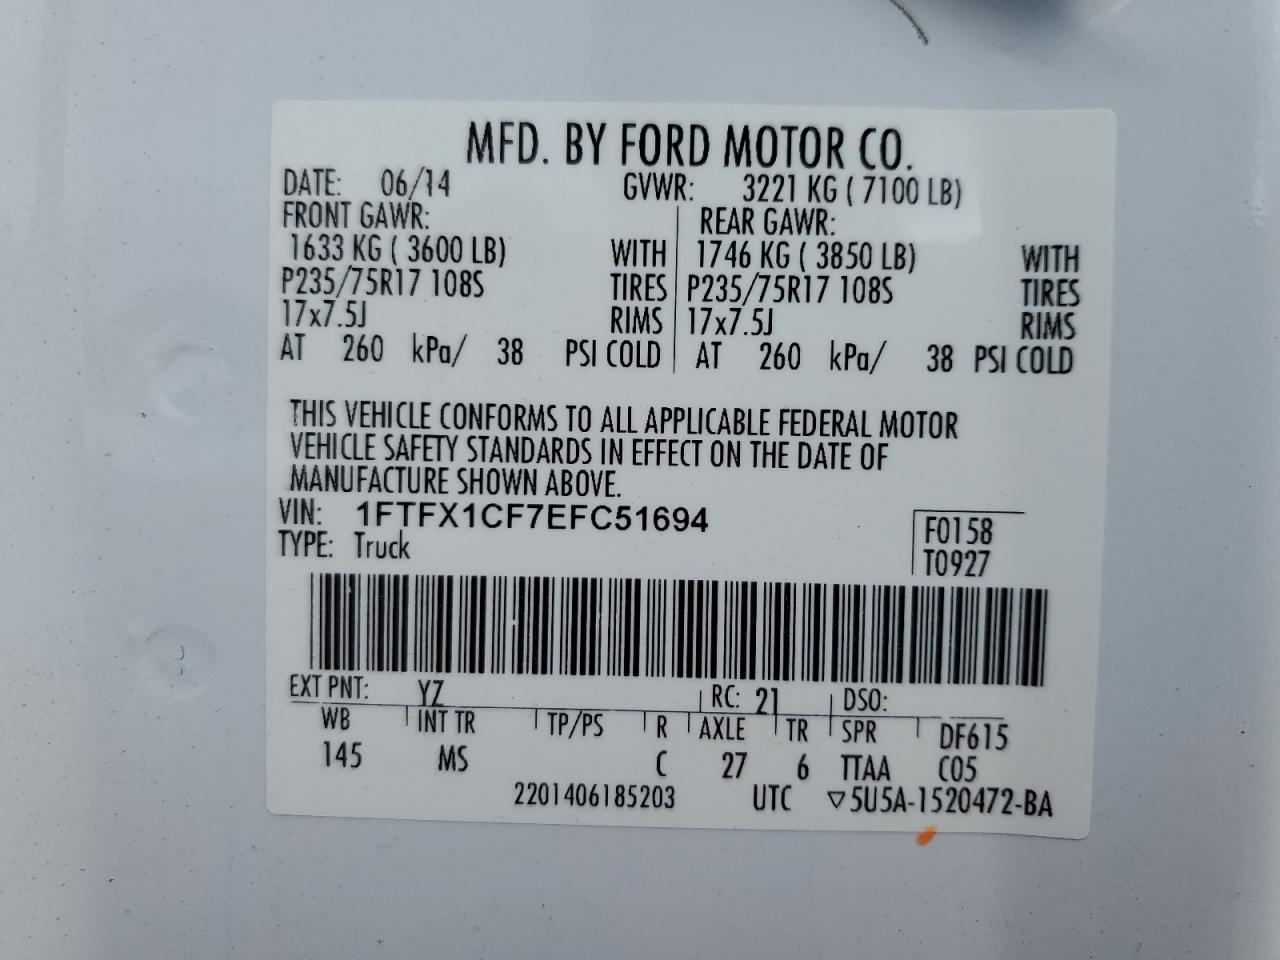 MFD. BY FORD MOTOR CO.
DATE: 06/14 GVWR: 3221 KG ( 7100 LB)
FRONT GAWR: REAR GAWR:
1633 KG ( 3600 LB) WITH 1746 KG ( 3850 LB) WITH
P235/75R17 108S TIRES P235/75R17 108S TIRES
17x7.5J RIMS 17x7.5J RIMS
AT 260 kPa/ 38 PSI COLD AT 260 kPa/ 38 PSI COLD
THIS VEHICLE CONFORMS TO ALL APPLICABLE FEDERAL MOTOR
VEHICLE SAFETY STANDARDS IN EFFECT ON THE DATE OF
MANUFACTURE SHOWN ABOVE.
VIN: 1FTFX1CF7EFC51694 F0158
TYPE: Truck T0927
EXT PNT: YZ RC: 21 DSO:
WB INT TR TP/PS R AXLE TR SPR DF615
145 MS C 27 6 TTAA C05
2201406185203 UTC ▽5U5A-1520472-BA